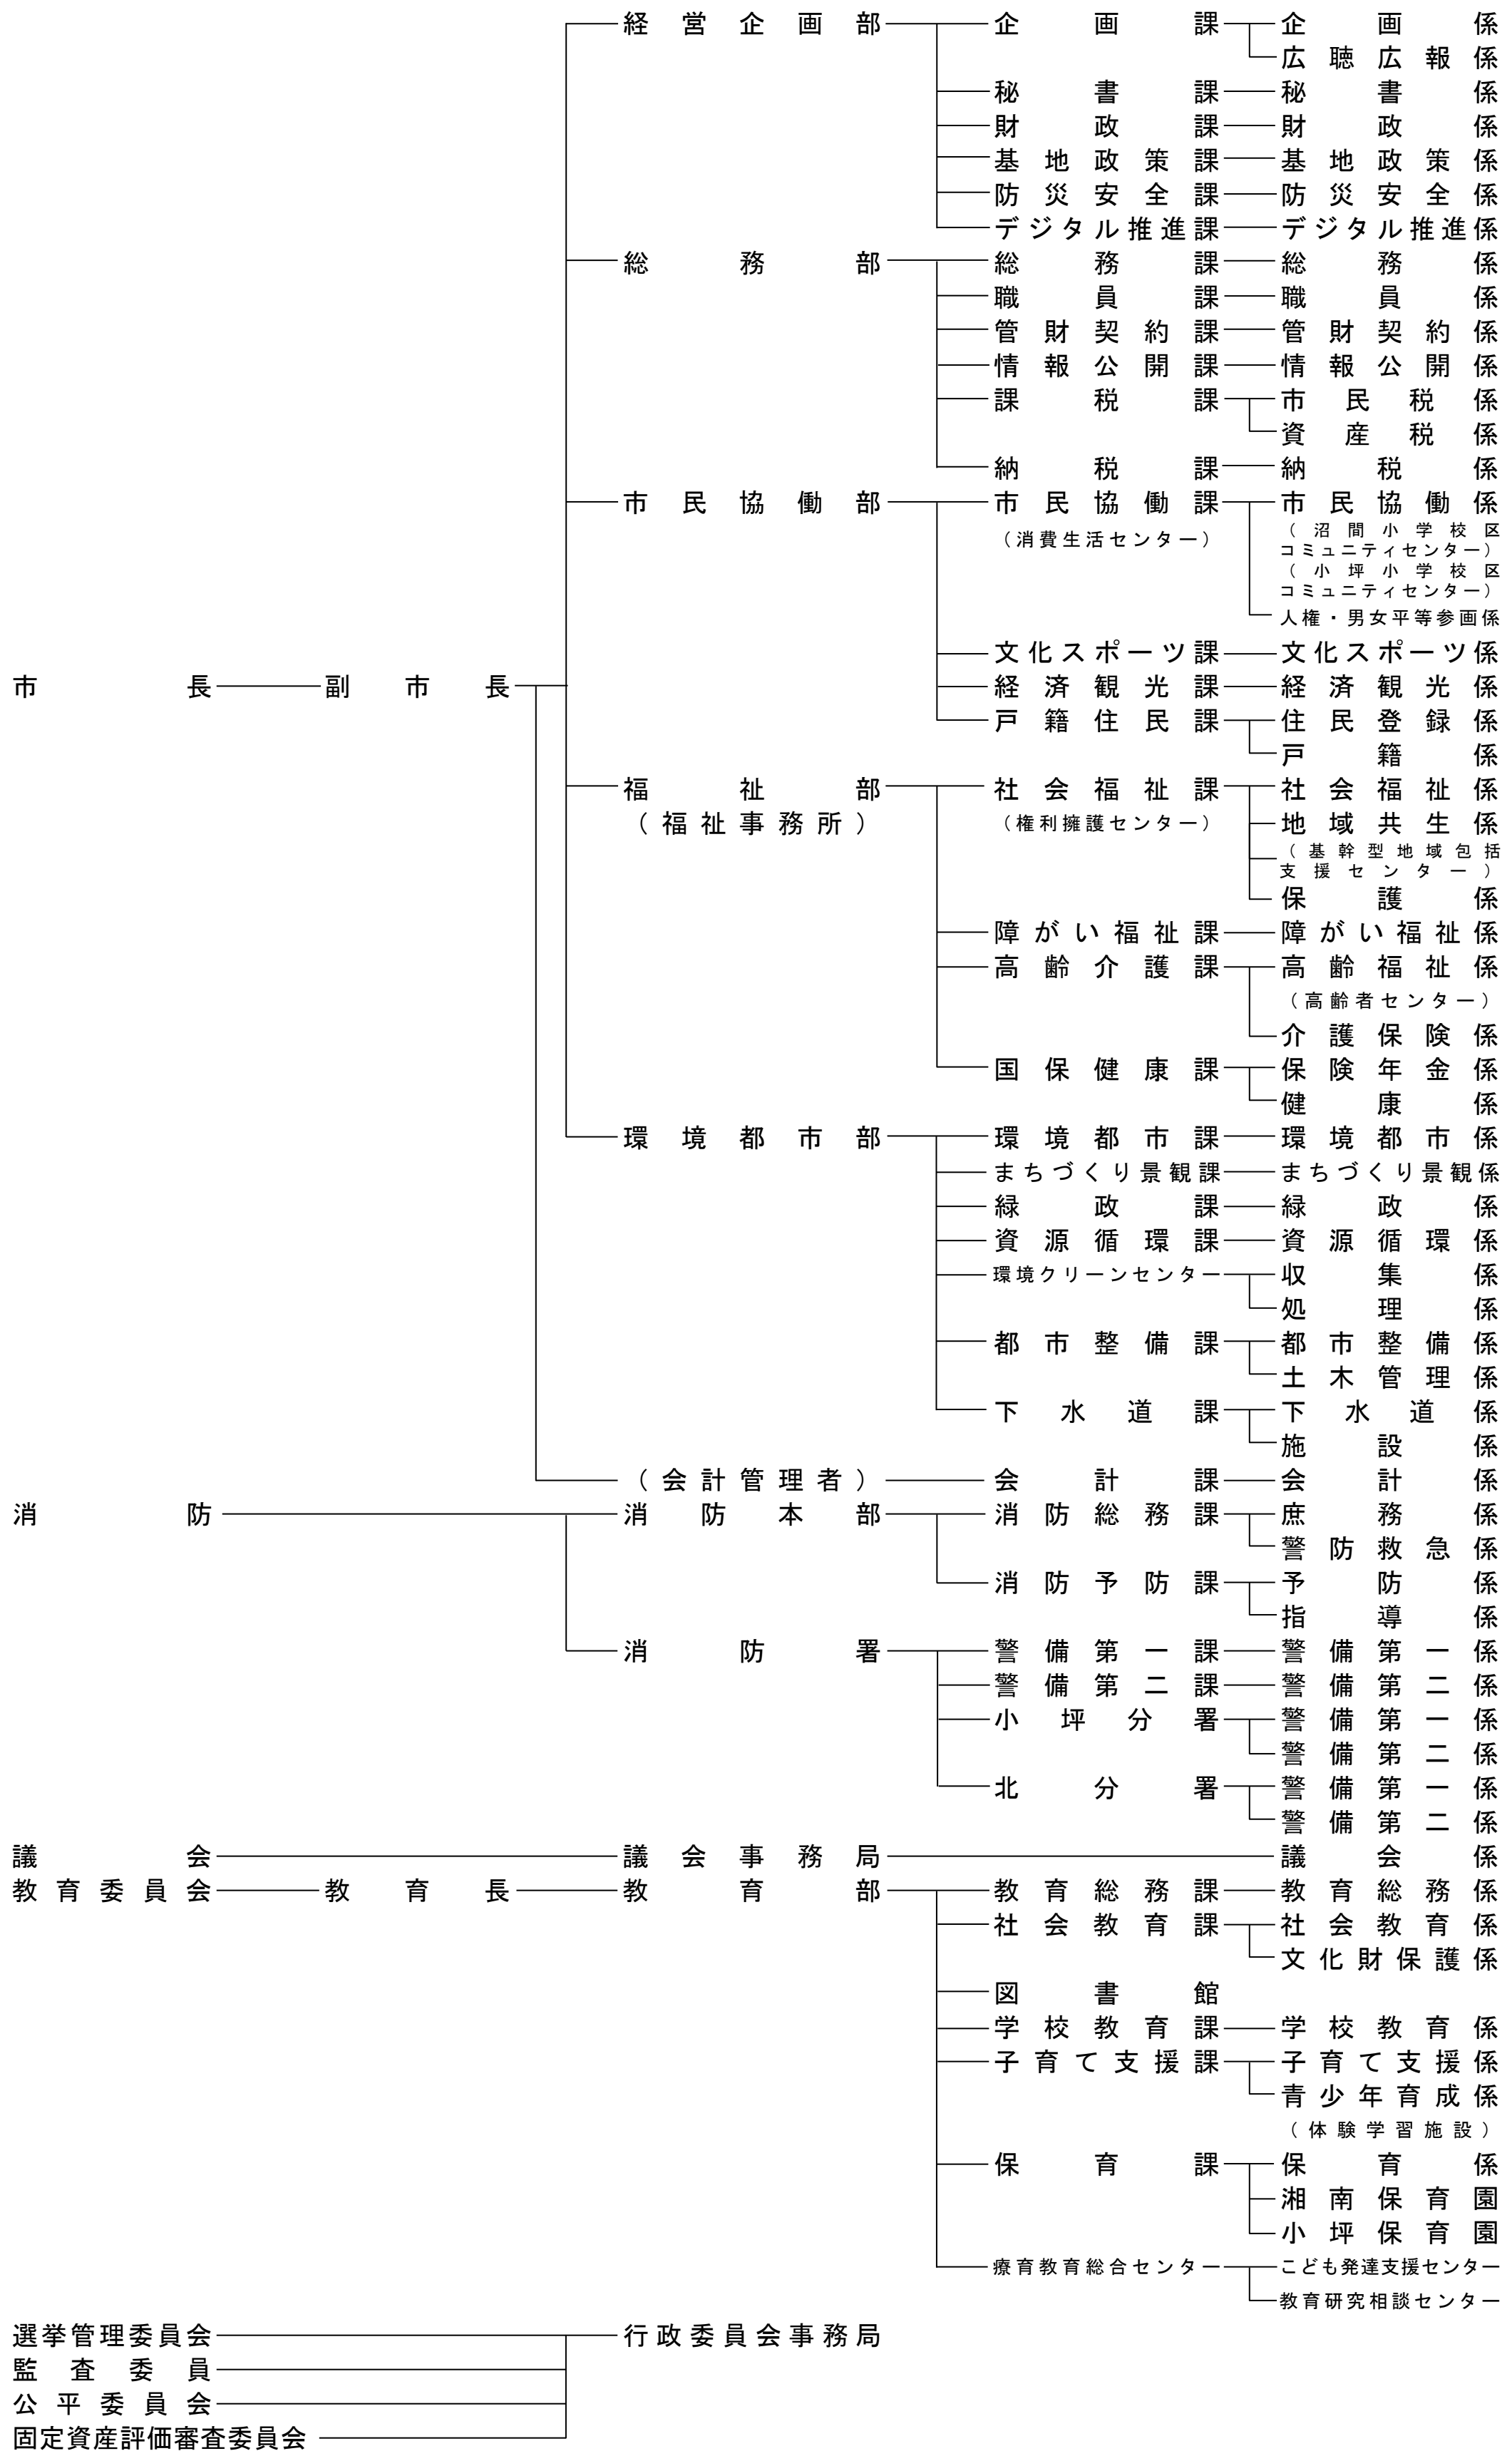 経営企画部 企画課 企画係
広聴広報係
秘書課 秘書係
財政課 財政係
基地政策課 基地政策係
防災安全課 防災安全係
デジタル推進課 デジタル推進係
総務部 総務課 総務係
職員課 職員係
管財契約課 管財契約係
情報公開課 情報公開係
課税課 市民税係
資産税係
納税課 納税係
市民協働部 市民協働課 市民協働係
(消費生活センター) (沼間小学校区
コミュニティセンター)
(小坪小学校区
コミュニティセンター)
人権・男女平等参画係
文化スポーツ課 文化スポーツ係
市長 副市長 経済観光課 経済観光係
戸籍住民課 住民登録係
戸籍係
福祉部 社会福祉課 社会福祉係
(福祉事務所) (権利擁護センター) 地域共生係
(基幹型地域包括
支援センター)
保護係
障がい福祉課 障がい福祉係
高齢介護課 高齢福祉係
(高齢者センター)
介護保険係
国保健康課 保険年金係
健康係
環境都市部 環境都市課 環境都市係
まちづくり景観課 まちづくり景観係
緑政課 緑政係
資源循環課 資源循環係
環境クリーンセンター 収集係
処理係
都市整備課 都市整備係
土木管理係
下水道課 下水道係
施設係
(会計管理者) 会計課 会計係
消防 消防本部 消防総務課 庶務係
警防救急係
消防予防課 予防係
指導係
消防署 警備第一課 警備第一係
警備第二課 警備第二係
小坪分署 警備第一係
警備第二係
北分署 警備第一係
警備第二係
議会 議会事務局 議会係
教育委員会 教育長 教育部 教育総務課 教育総務係
社会教育課 社会教育係
文化財保護係
図書館
学校教育課 学校教育係
子育て支援課 子育て支援係
青少年育成係
(体験学習施設)
保育課 保育係
湘南保育園
小坪保育園
療育教育総合センター こども発達支援センター
教育研究相談センター
選挙管理委員会 行政委員会事務局
監査委員
公平委員会
固定資産評価審査委員会